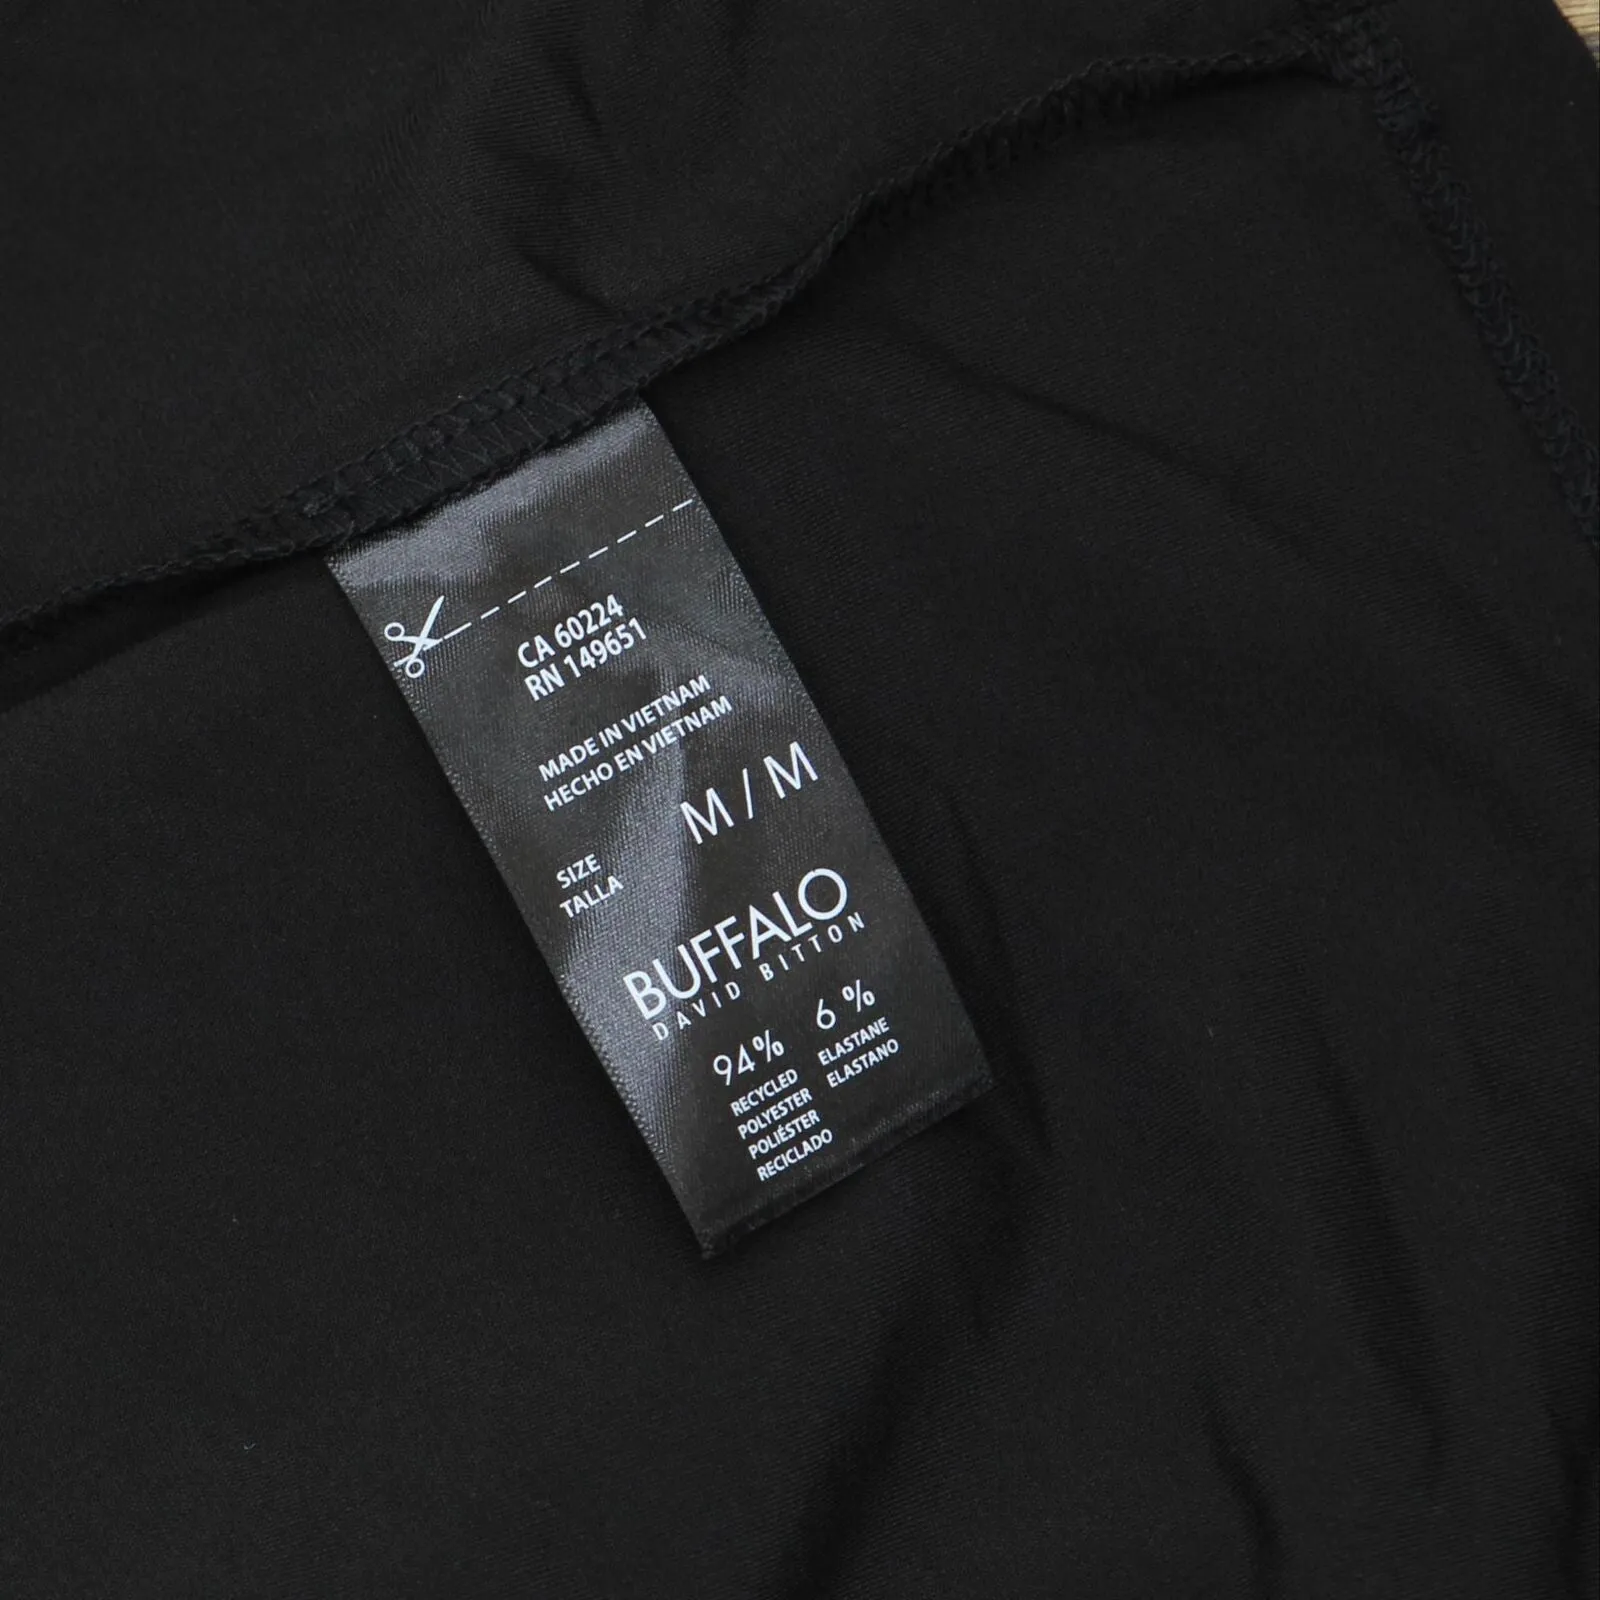 CA 60224
RN 149651
MADE IN VIETNAM
HECHO EN VIETNAM
SIZE
TALLA
M / M
BUFFALO
DAVID BITTON
94%
RECYCLED
POLYESTER
POLIÉSTER
RECICLADO
6 %
ELASTANE
ELASTANO